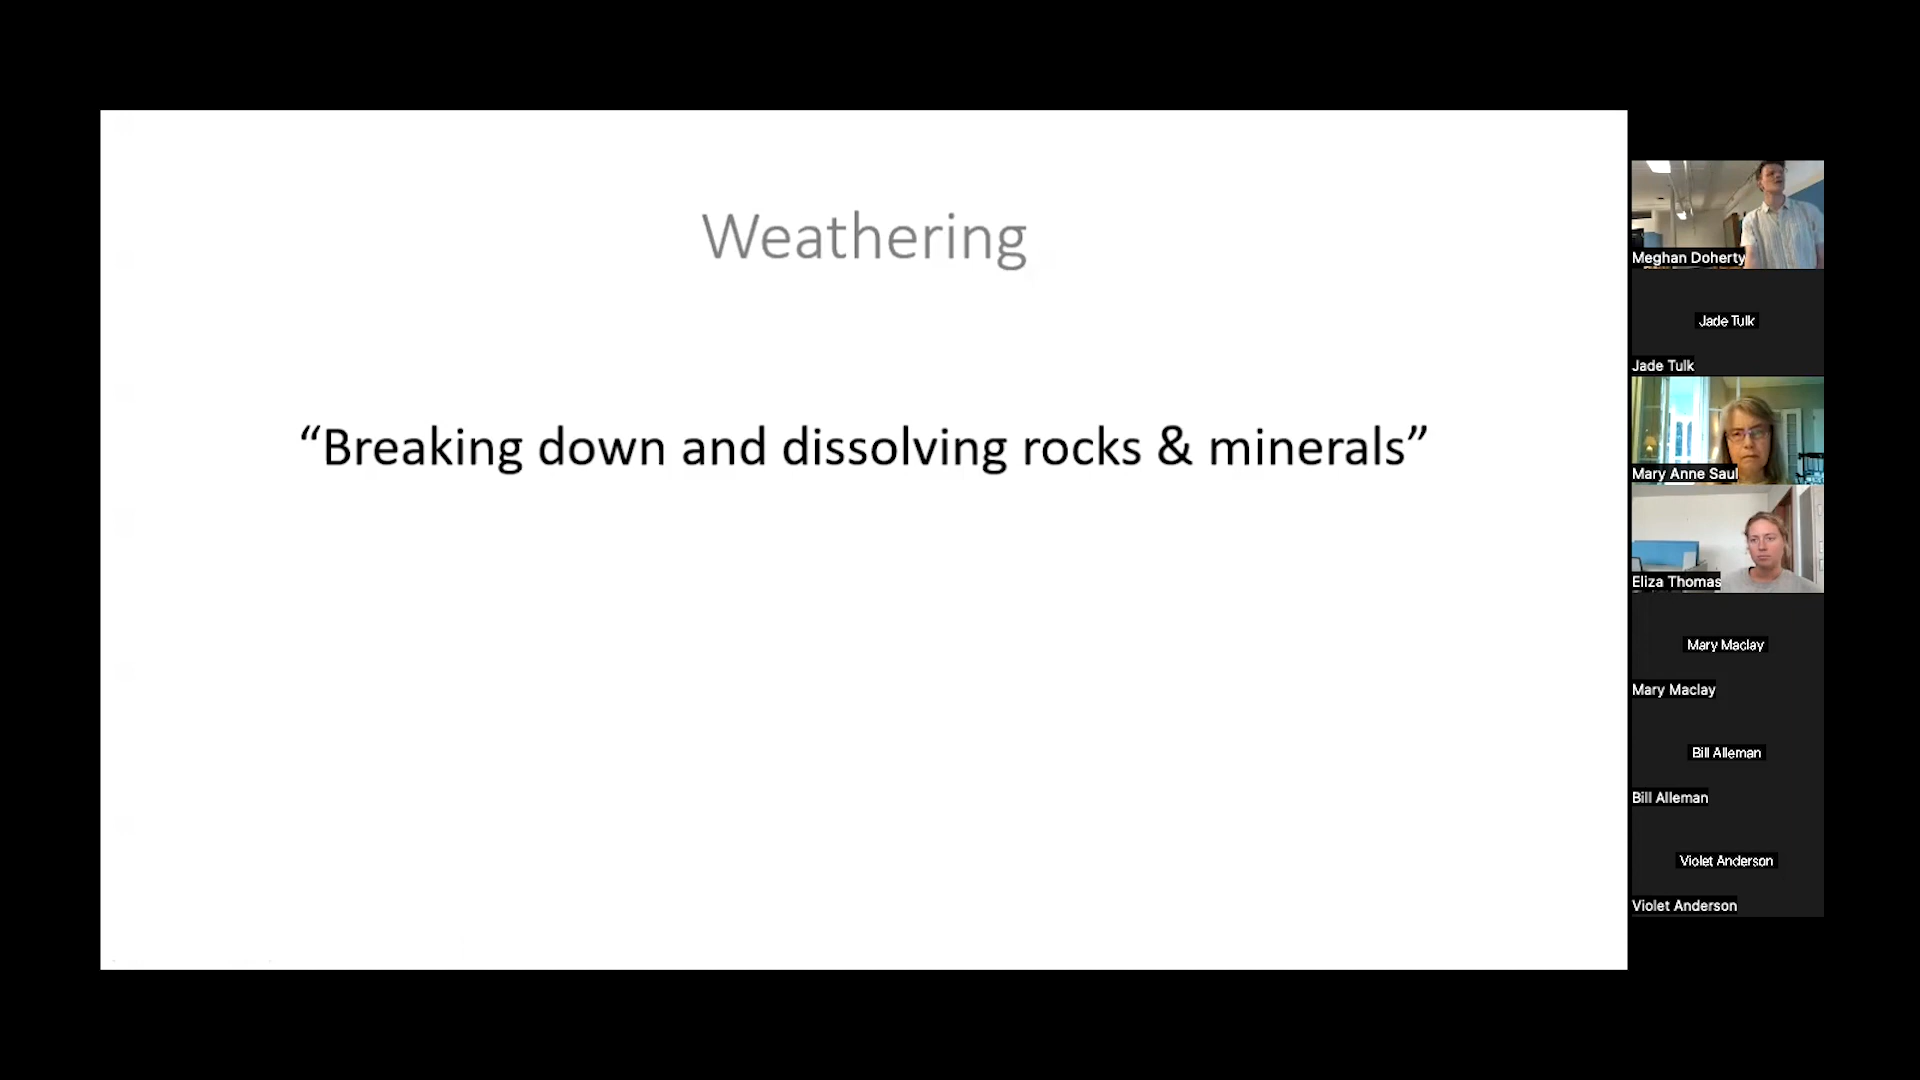 Weathering
“Breaking down and dissolving rocks & minerals”
Meghan Doherty
Jade Tulk
Jade Tulk
Mary Anne Saul
Eliza Thomas
Mary Maclay
Mary Maclay
Bill Alleman
Bill Alleman
Violet Anderson
Violet Anderson